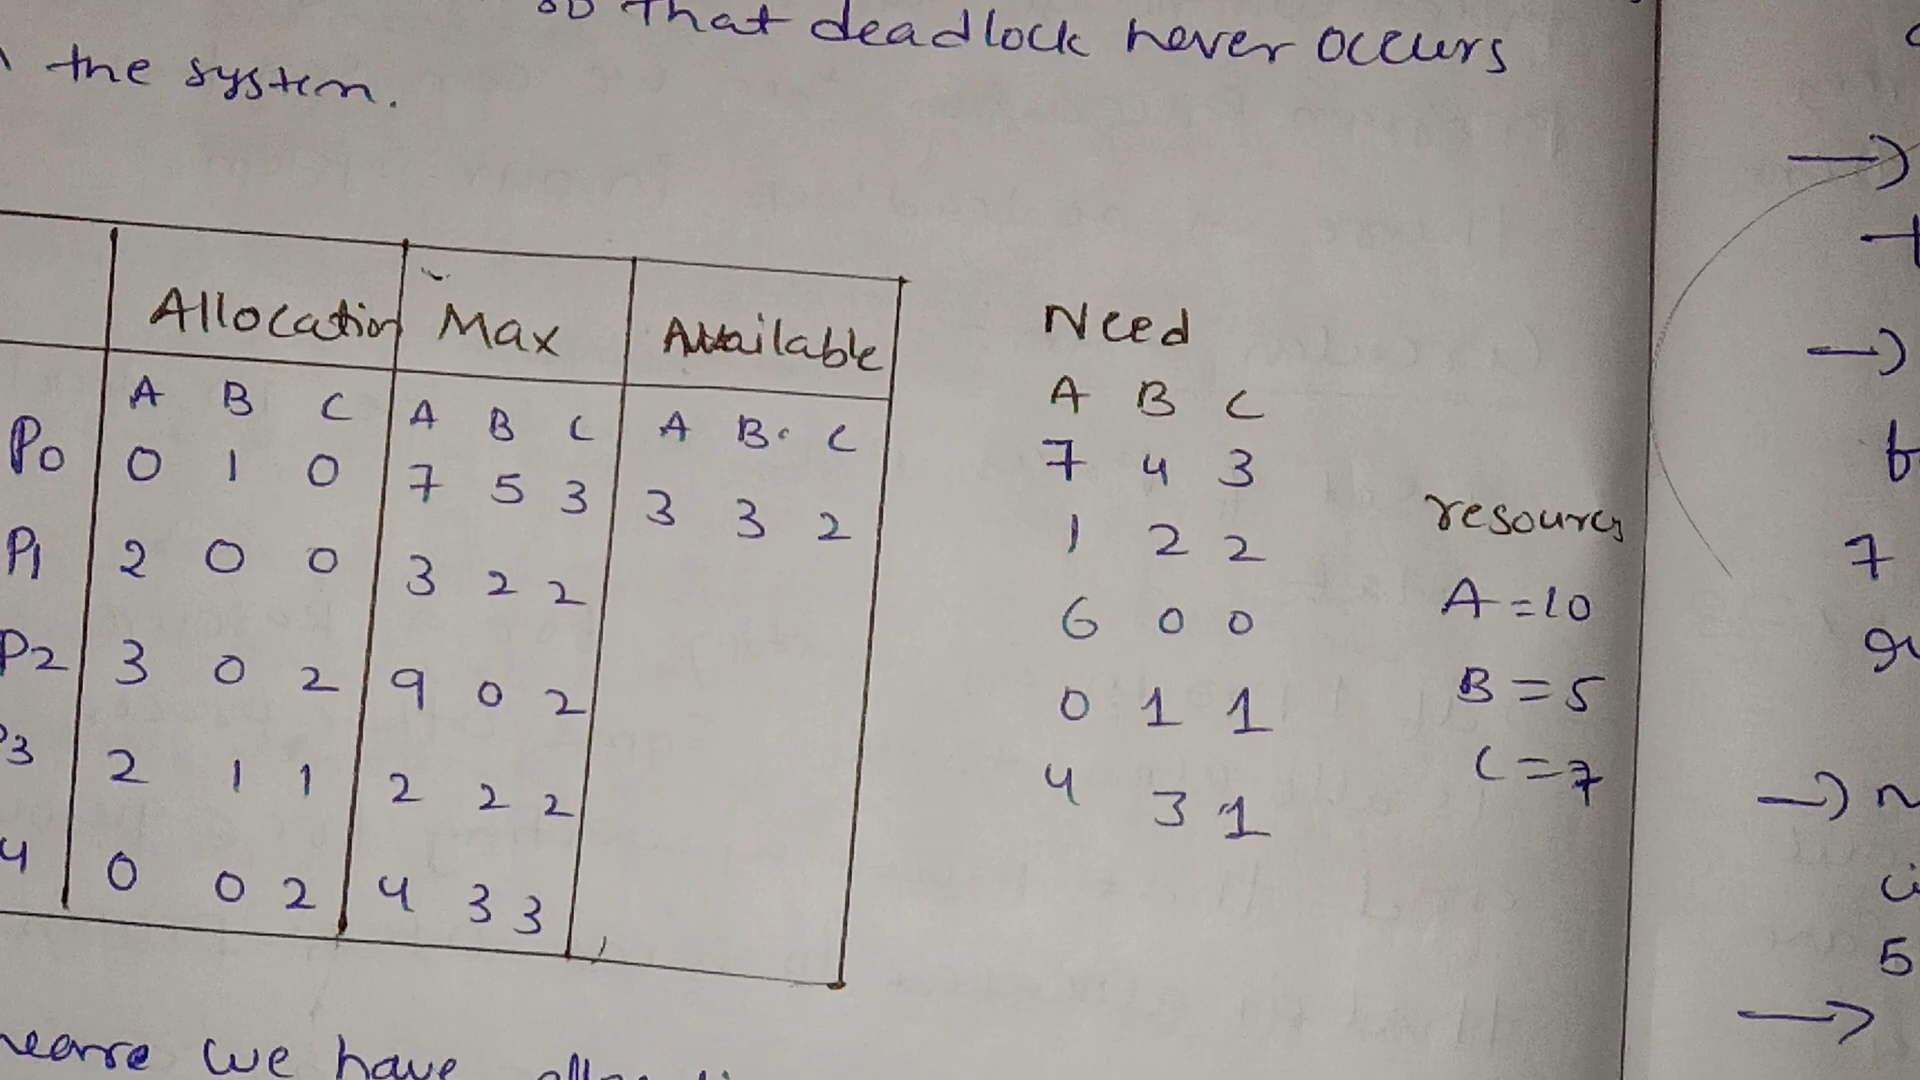 so that deadlock never occurs
the system.
Allocation Max Available Need
A B C A B C A B C A B C
P0 0 1 0 7 5 3 3 3 2 7 4 3
P1 2 0 0 3 2 2 1 2 2
P2 3 0 2 9 0 2 6 0 0
P3 2 1 1 2 2 2 0 1 1
4 0 0 2 4 3 3 4 3 1
resources
A = 10
B = 5
C = 7
we have
→
→
b
7
→
5
→